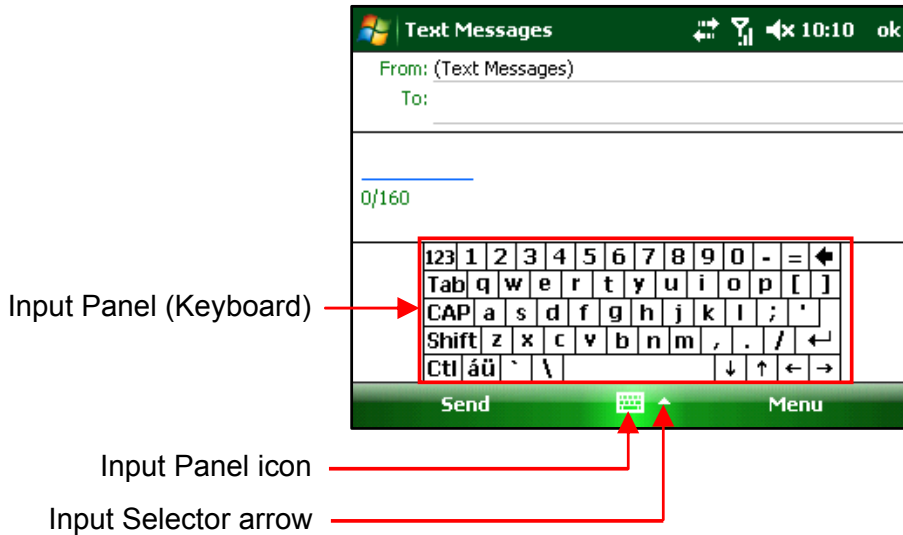 Text Messages 10:10 ok
From: (Text Messages)
To:
0/160
123 1 2 3 4 5 6 7 8 9 0 - = 🡄
Tab q w e r t y u i o p [ ]
CAP a s d f g h j k l ; '
Shift z x c v b n m , . / ↵
Ctl áü ` \ ↓ ↑ ← →
Input Panel (Keyboard)
Send Menu
Input Panel icon
Input Selector arrow